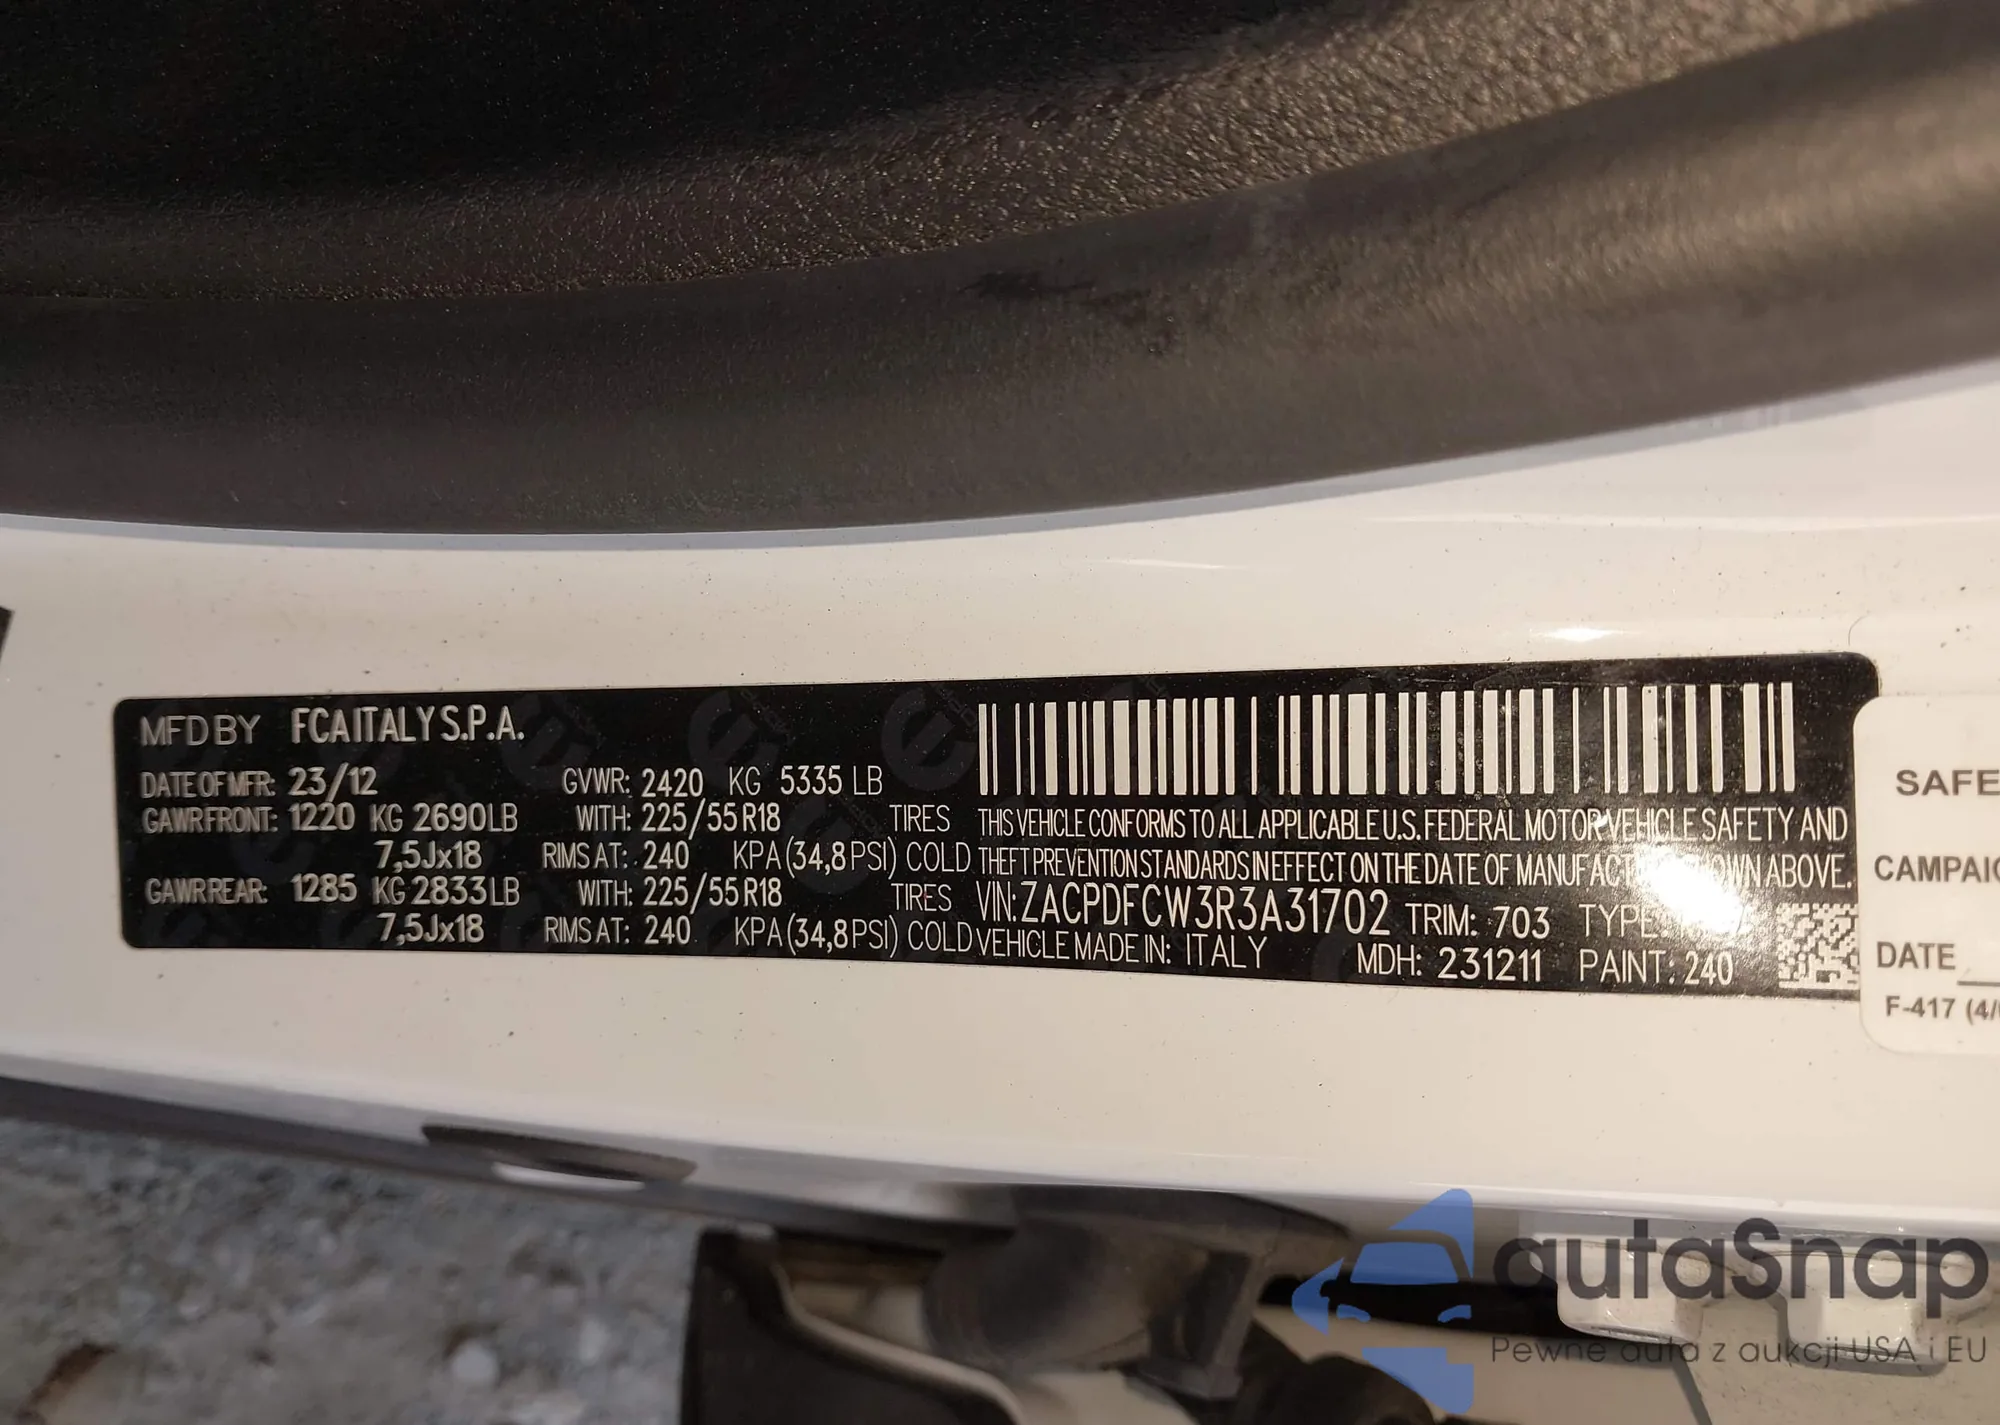 MFD BY FCA ITALY S.P.A.
DATE OF MFR: 23/12 GVWR: 2420 KG 5335 LB
GAWR FRONT: 1220 KG 2690 LB WITH: 225/55 R18 TIRES
7,5Jx18 RIMS AT: 240 KPA (34,8 PSI) COLD
GAWR REAR: 1285 KG 2833 LB WITH: 225/55 R18 TIRES
7,5Jx18 RIMS AT: 240 KPA (34,8 PSI) COLD
THIS VEHICLE CONFORMS TO ALL APPLICABLE U.S. FEDERAL MOTOR VEHICLE SAFETY AND
THEFT PREVENTION STANDARDS IN EFFECT ON THE DATE OF MANUFACTURE SHOWN ABOVE.
VIN: ZACPDFCW3R3A31702 TRIM: 703 TYPE:
VEHICLE MADE IN: ITALY MDH: 231211 PAINT: 240
SAFE
CAMPAIG
DATE
F-417 (4/
autaSnap
Pewne auta z aukcji USA i EU